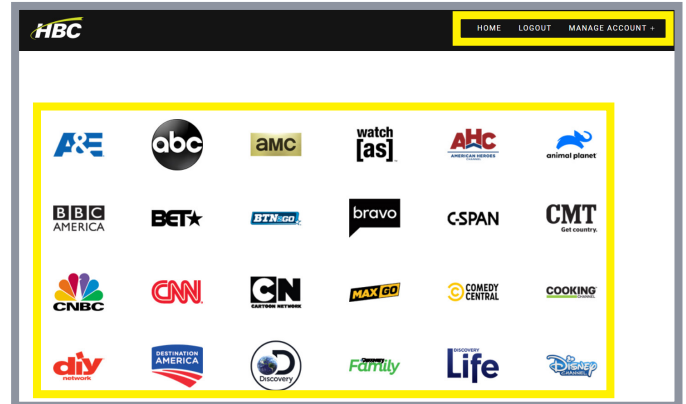 HBC
HOME LOGOUT MANAGE ACCOUNT +
A&E
abc
aMC
watch
[as]
AHC
AMERICAN HEROES
CHANNEL
animal planet
BBC
AMERICA
BET
BTN2GO
bravo
C-SPAN
CMT
Get country.
CNBC
CNN
CN
CARTOON NETWORK
MAX GO
COMEDY
CENTRAL
COOKING
CHANNEL
diy
network
DESTINATION
AMERICA
D
Discovery
Discovery
Family
DISCOVERY
Life
Disney
CHANNEL